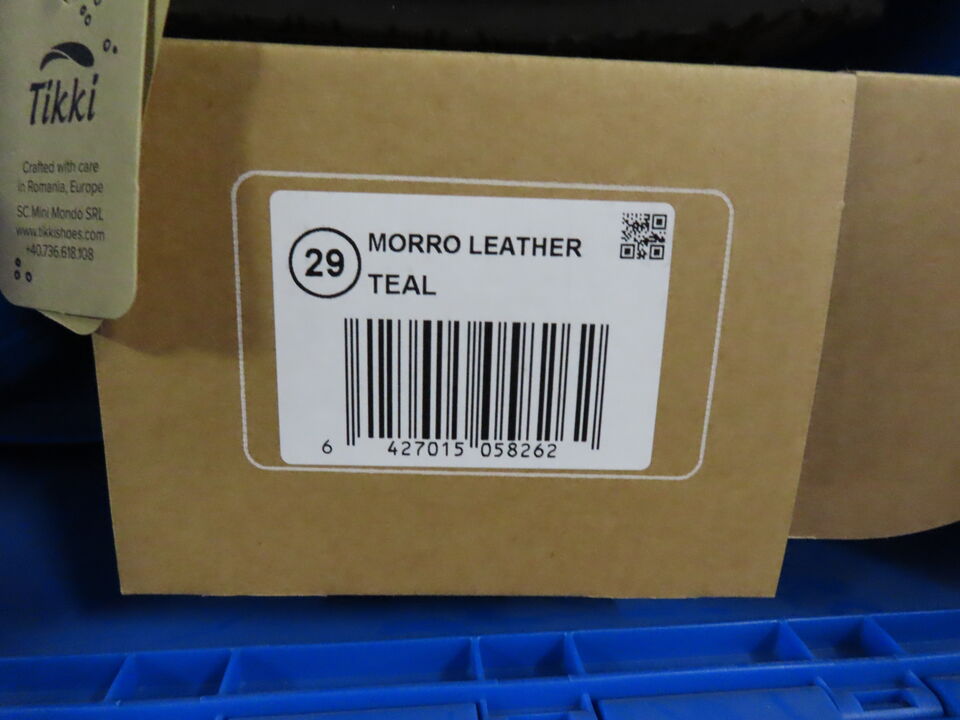 Tikki
Crafted with care
in Romania, Europe
SC Mini Mondo SRL
www.tikkishoes.com
+40.736.618.108
29
MORRO LEATHER
TEAL
6 427015 058262